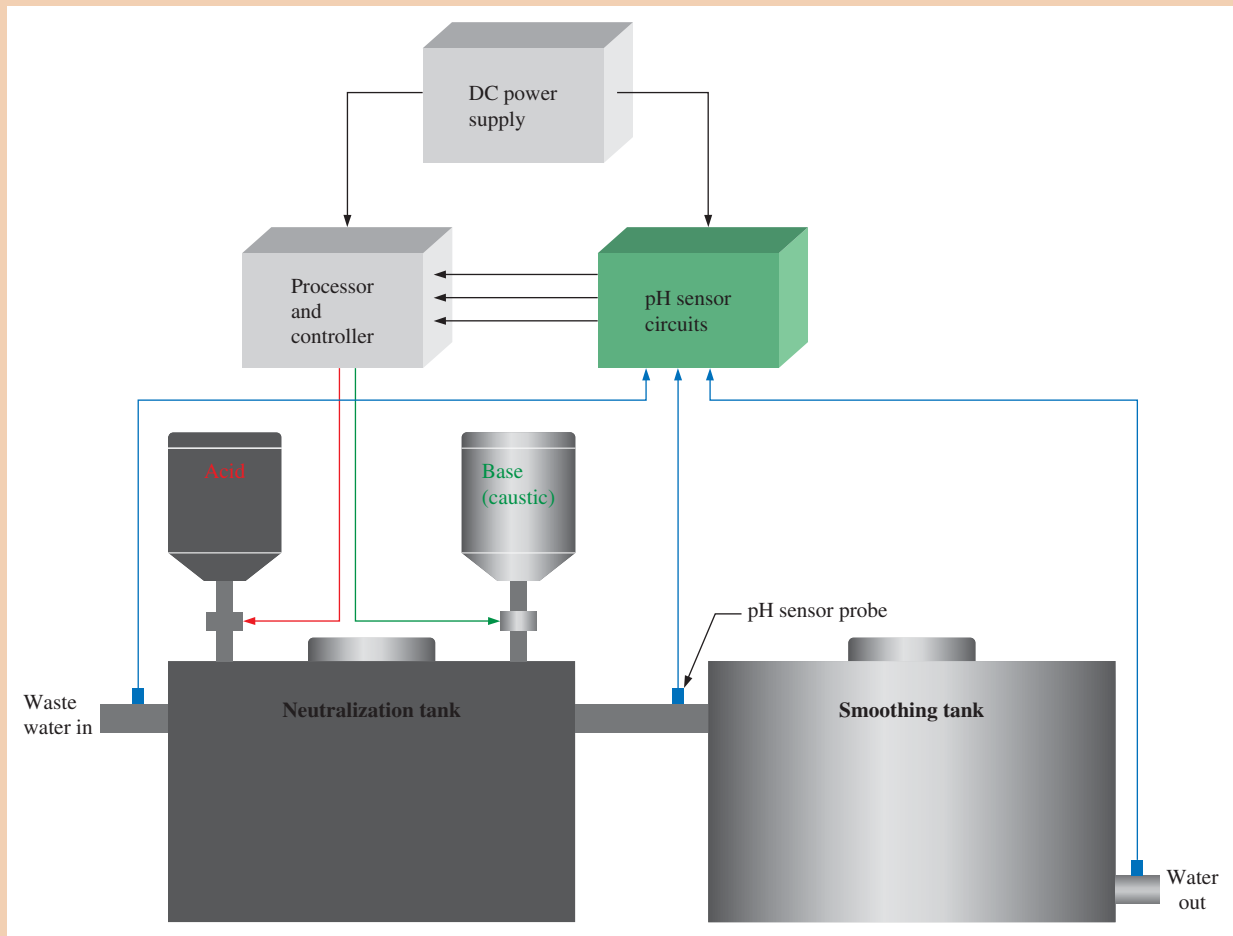 DC power
supply
Processor
and
controller
pH sensor
circuits
Acid
Base
(caustic)
pH sensor probe
Waste
water in
Neutralization tank
Smoothing tank
Water
out